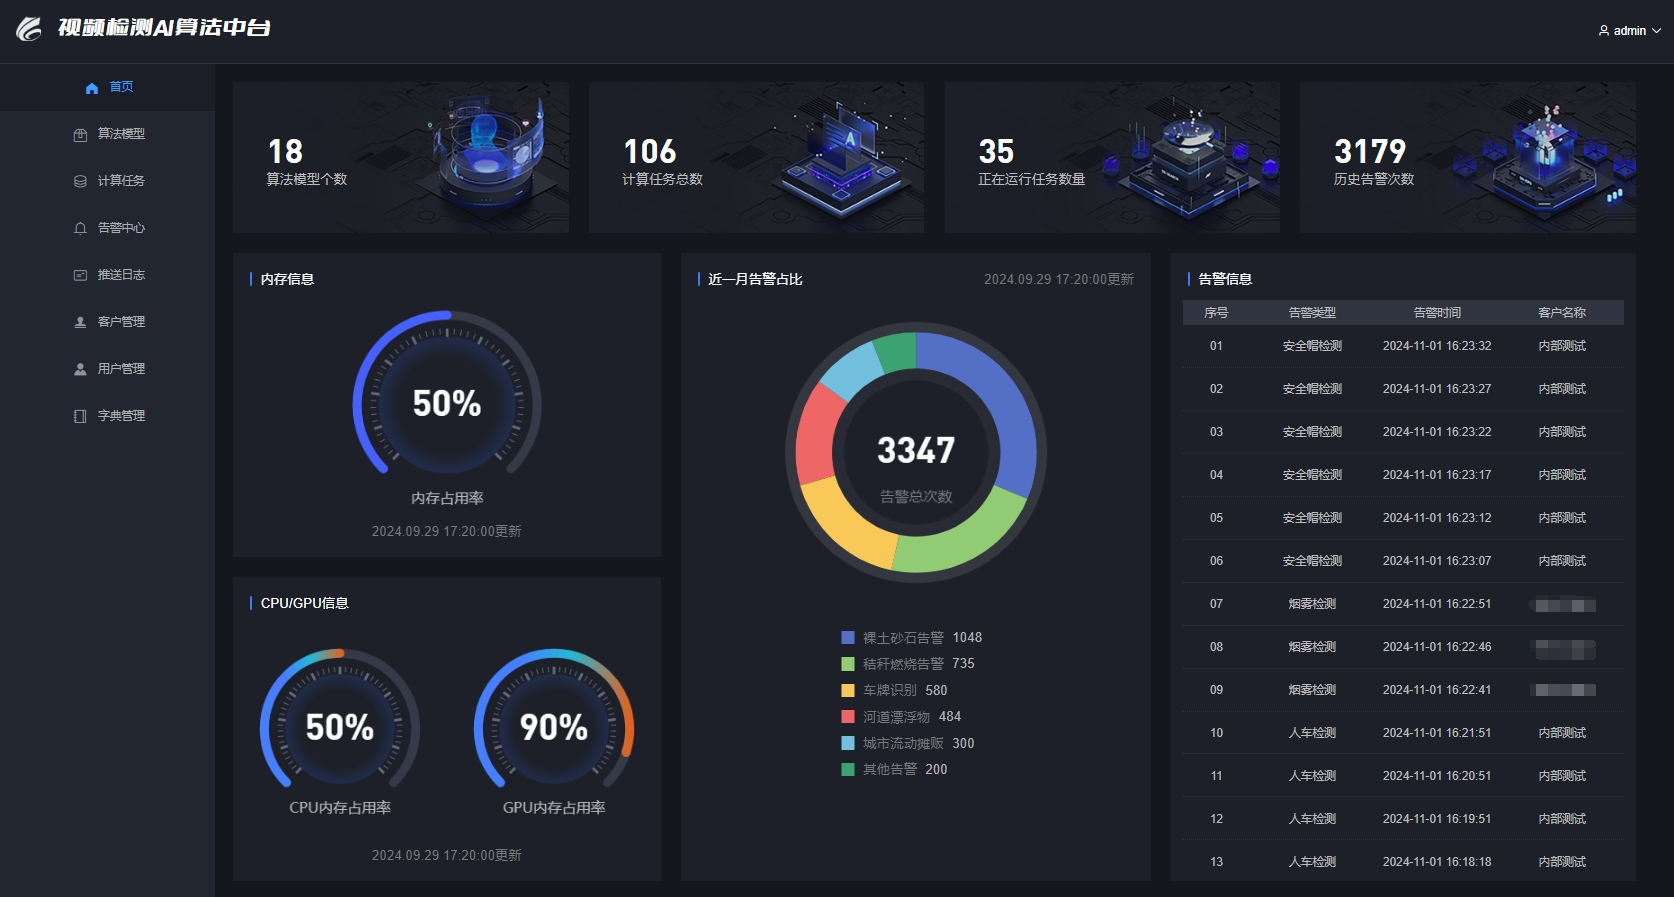 视频检测AI算法中台
admin
首页
算法模型
计算任务
告警中心
推送日志
客户管理
用户管理
字典管理
18
算法模型个数
106
计算任务总数
A
35
正在运行任务数量
3179
历史告警次数
内存信息
50%
内存占用率
2024.09.29 17:20:00更新
CPU/GPU信息
50%
CPU内存占用率
90%
GPU内存占用率
2024.09.29 17:20:00更新
近一月告警占比
2024.09.29 17:20:00更新
3347
告警总次数
裸土砂石告警 1048
秸秆燃烧告警 735
车牌识别 580
河道漂浮物 484
城市流动摊贩 300
其他告警 200
告警信息
序号 告警类型 告警时间 客户名称
01 安全帽检测 2024-11-01 16:23:32 内部测试
02 安全帽检测 2024-11-01 16:23:27 内部测试
03 安全帽检测 2024-11-01 16:23:22 内部测试
04 安全帽检测 2024-11-01 16:23:17 内部测试
05 安全帽检测 2024-11-01 16:23:12 内部测试
06 安全帽检测 2024-11-01 16:23:07 内部测试
07 烟雾检测 2024-11-01 16:22:51
08 烟雾检测 2024-11-01 16:22:46
09 烟雾检测 2024-11-01 16:22:41
10 人车检测 2024-11-01 16:21:51 内部测试
11 人车检测 2024-11-01 16:20:51 内部测试
12 人车检测 2024-11-01 16:19:51 内部测试
13 人车检测 2024-11-01 16:18:18 内部测试